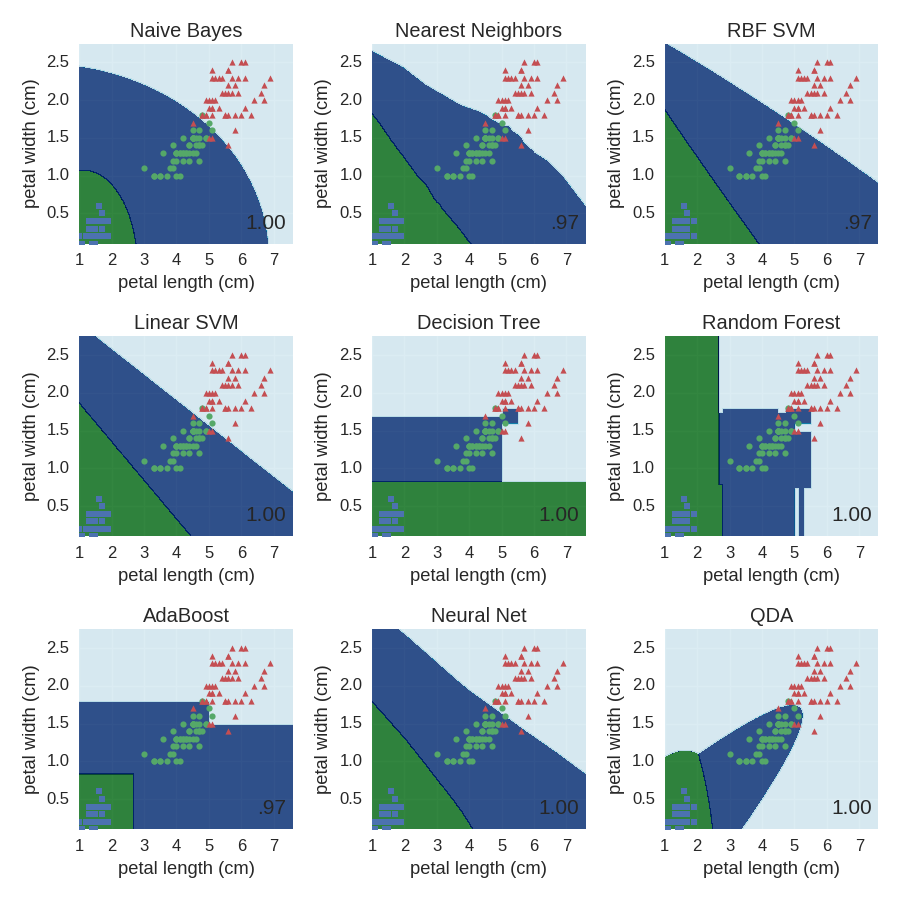 Naive Bayes
petal width (cm)
2.5
2.0
1.5
1.0
0.5
1.00
1 2 3 4 5 6 7
petal length (cm)
Nearest Neighbors
petal width (cm)
2.5
2.0
1.5
1.0
0.5
.97
1 2 3 4 5 6 7
petal length (cm)
RBF SVM
petal width (cm)
2.5
2.0
1.5
1.0
0.5
.97
1 2 3 4 5 6 7
petal length (cm)
Linear SVM
petal width (cm)
2.5
2.0
1.5
1.0
0.5
1.00
1 2 3 4 5 6 7
petal length (cm)
Decision Tree
petal width (cm)
2.5
2.0
1.5
1.0
0.5
1.00
1 2 3 4 5 6 7
petal length (cm)
Random Forest
petal width (cm)
2.5
2.0
1.5
1.0
0.5
1.00
1 2 3 4 5 6 7
petal length (cm)
AdaBoost
petal width (cm)
2.5
2.0
1.5
1.0
0.5
.97
1 2 3 4 5 6 7
petal length (cm)
Neural Net
petal width (cm)
2.5
2.0
1.5
1.0
0.5
1.00
1 2 3 4 5 6 7
petal length (cm)
QDA
petal width (cm)
2.5
2.0
1.5
1.0
0.5
1.00
1 2 3 4 5 6 7
petal length (cm)